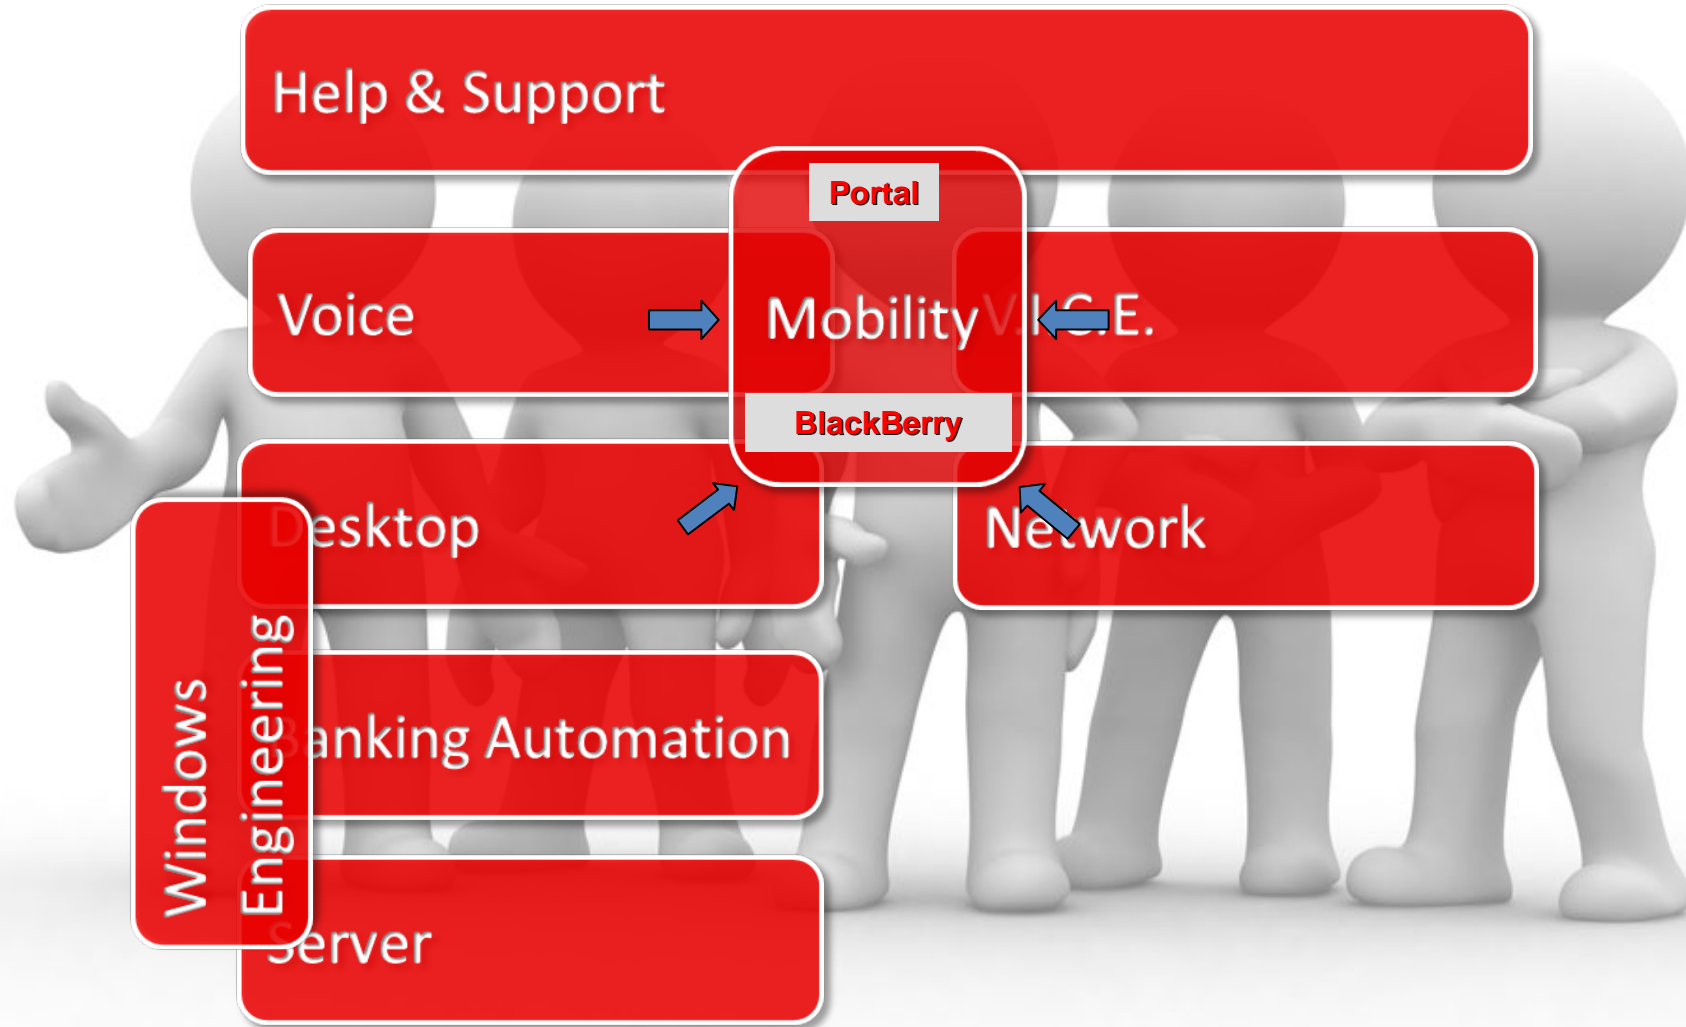 Help & Support
Portal
Voice
Mobility
V.I.C.E.
BlackBerry
Desktop
Network
Windows
Engineering
Banking Automation
Server